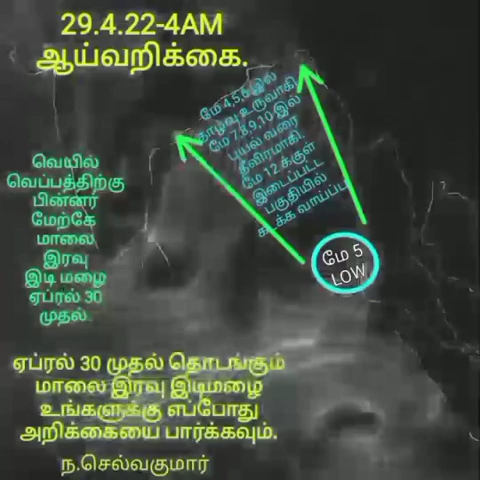 29.4.22-4AM
ஆய்வறிக்கை.
மே 4,5,6 இல்
உருவாகி
மே 7,8,9,10 இல்
புயல் வரை
தீவிரமாகி.
மே 12 க்குள்
இடைப்பட்ட
பகுதியில்
கடக்க வாய்ப்பு
வெயில்
வெப்பத்திற்கு
பின்னர்
மேற்கே
மாலை
இரவு
இடி மழை
ஏப்ரல் 30
முதல்.
மே 5
LOW
ஏப்ரல் 30 முதல் தொடங்கும்
மாலை இரவு இடிமழை
உங்களுக்கு எப்போது
அறிக்கையை பார்க்கவும்.
ந.செல்வகுமார்